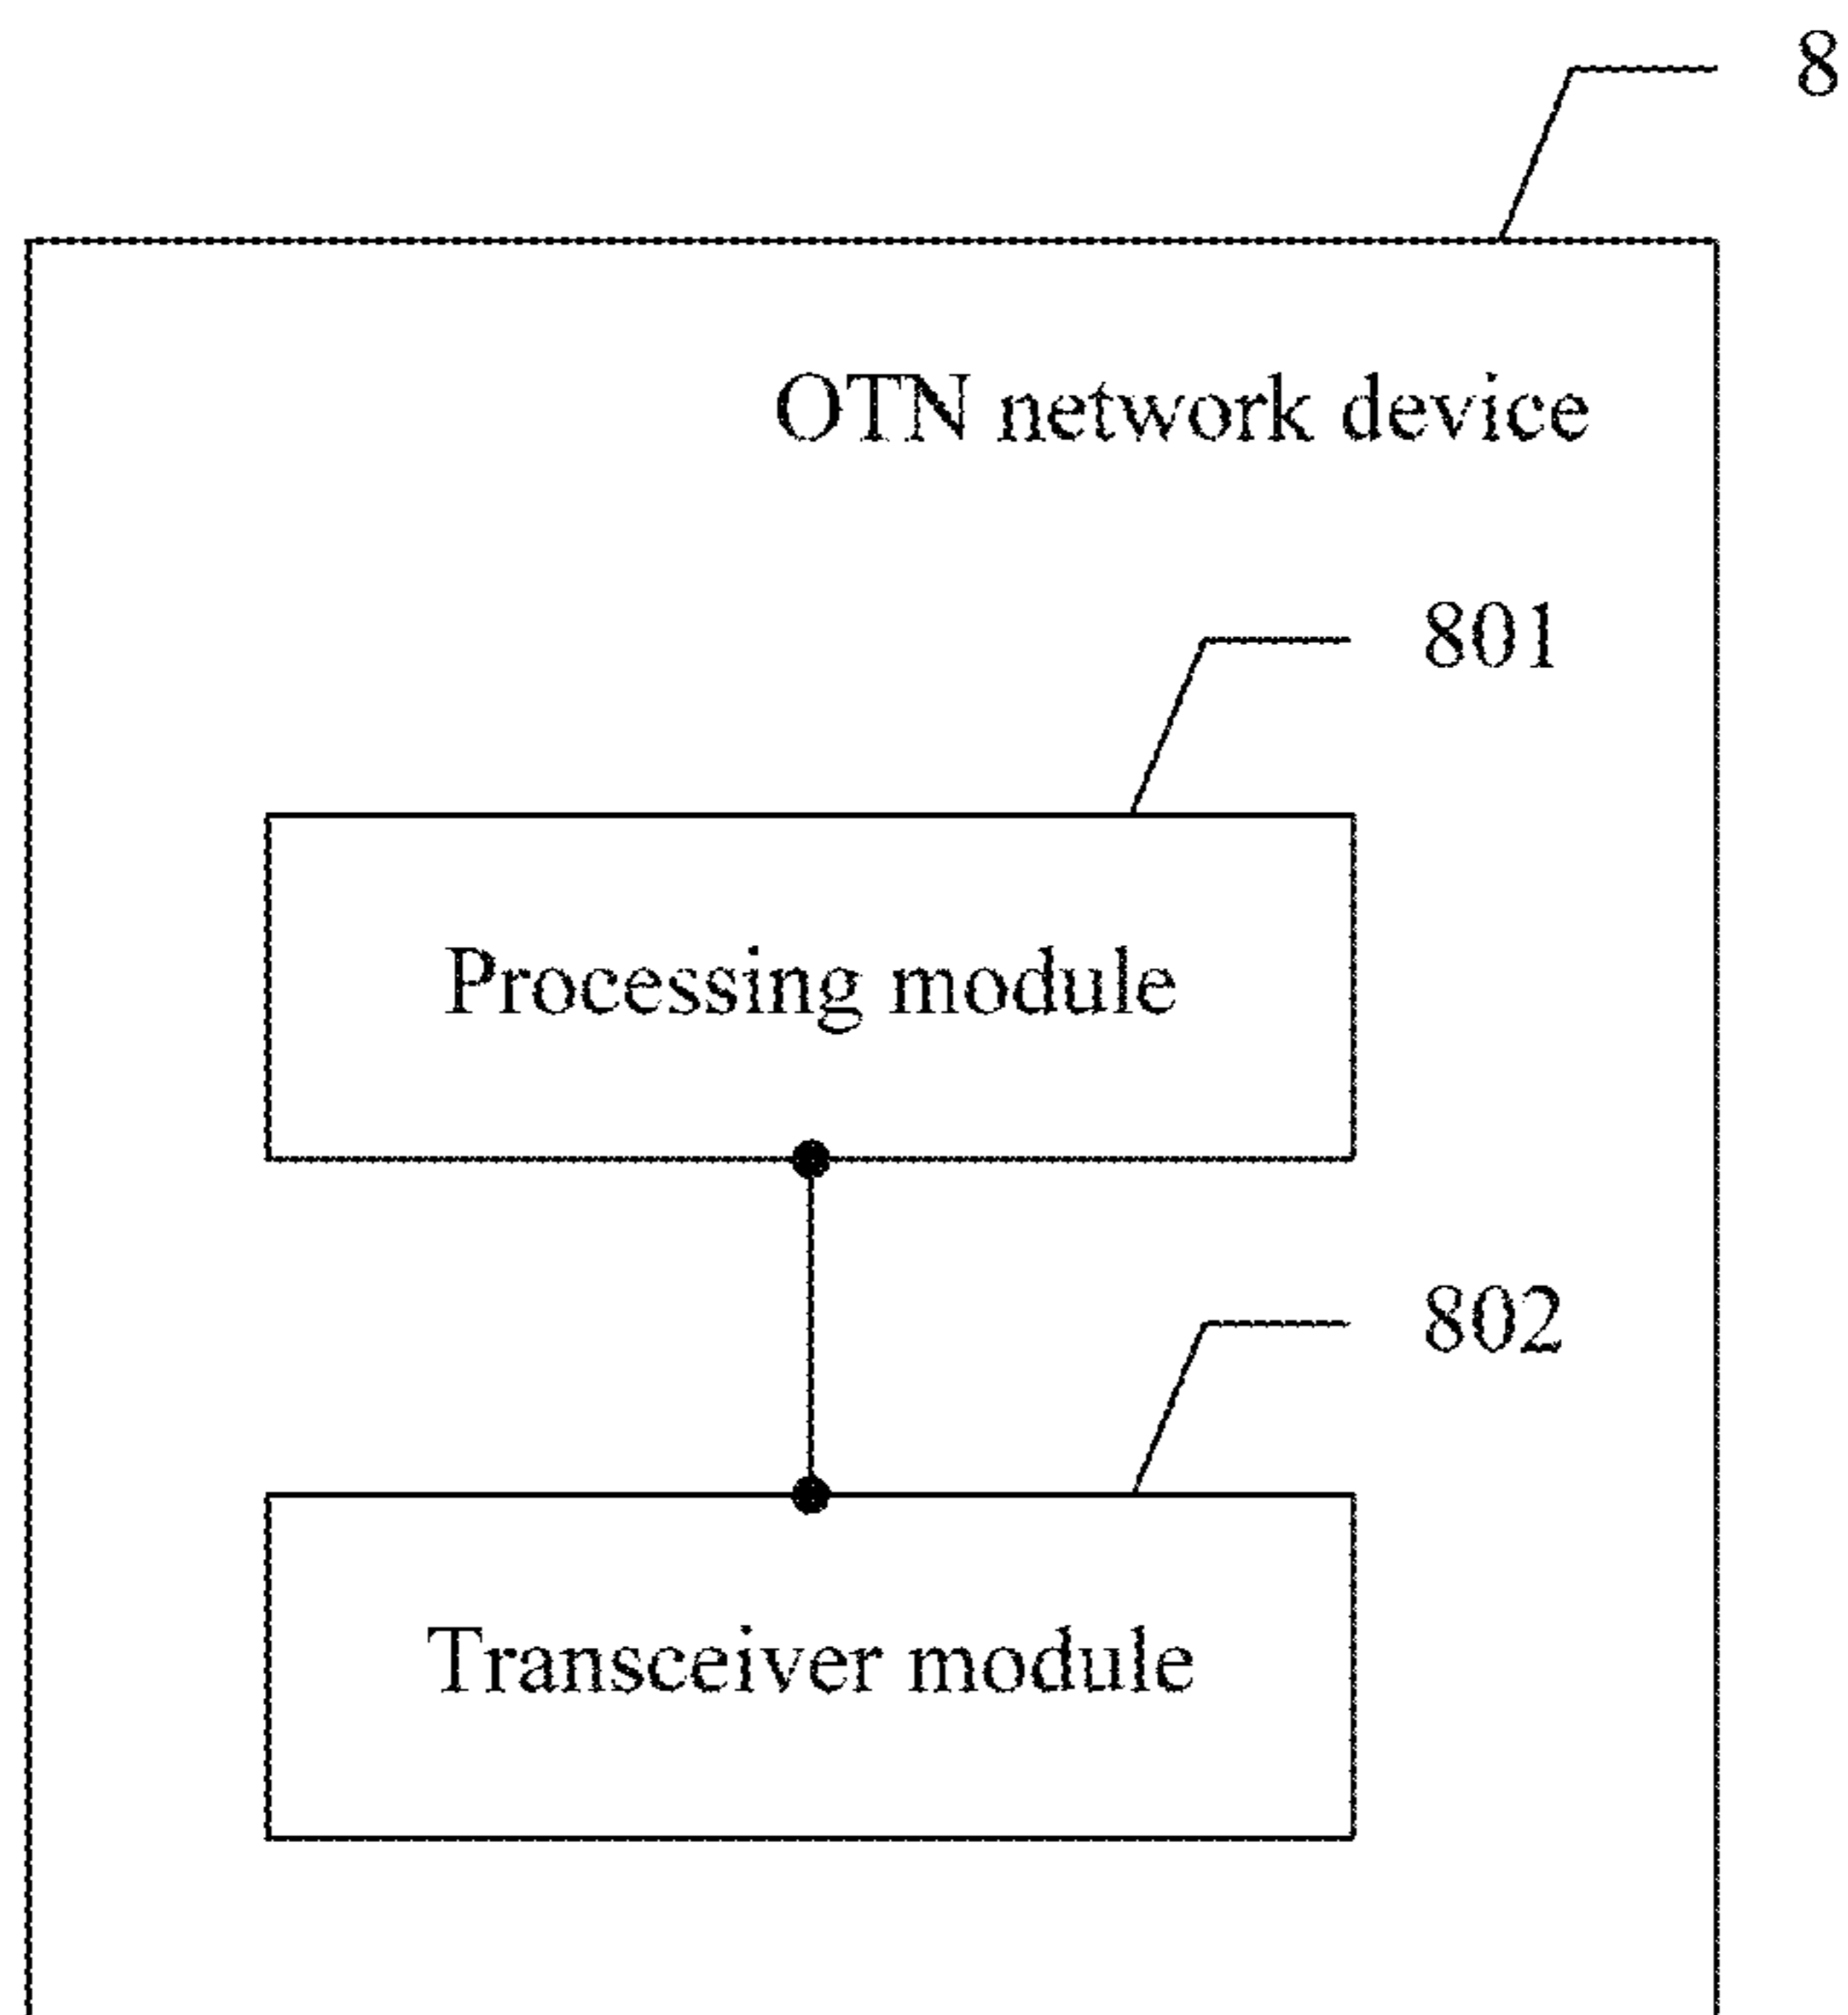 8
OTN network device
801
Processing module
802
Transceiver module